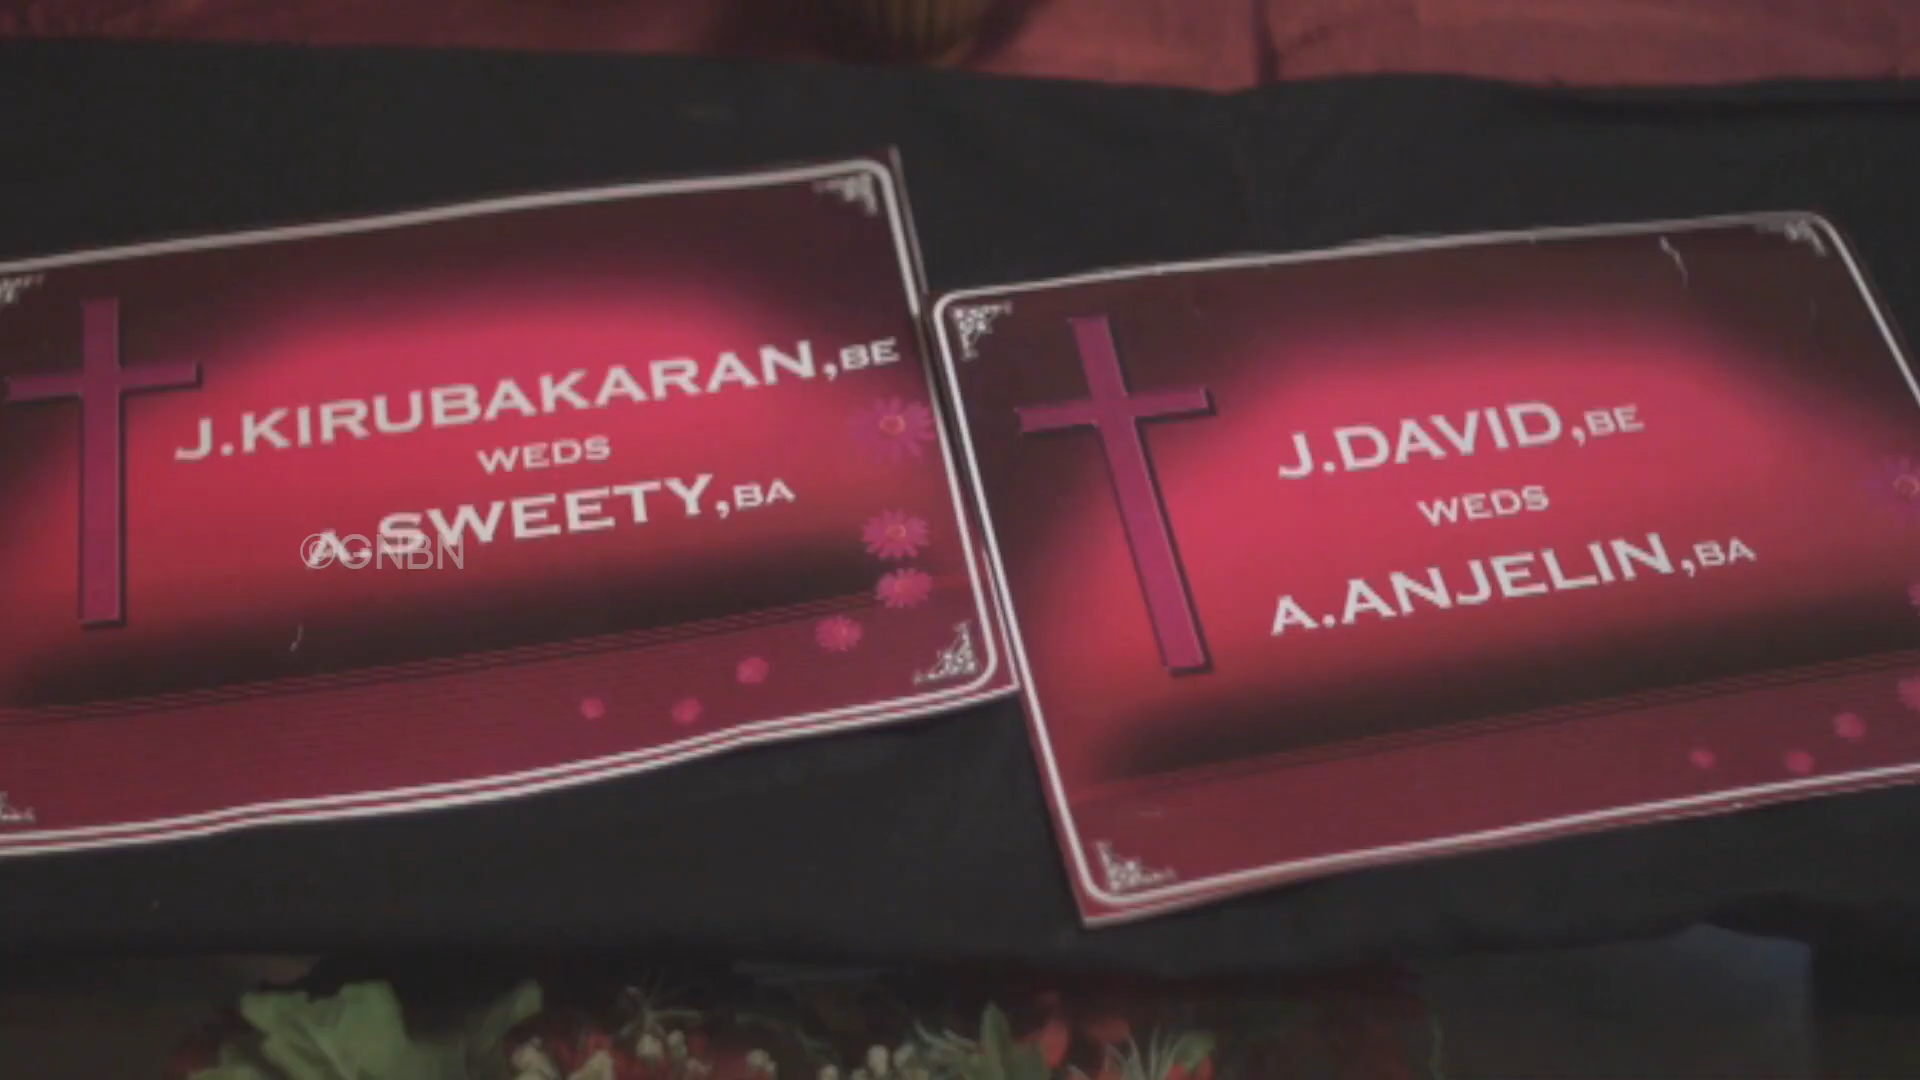 J.KIRUBAKARAN,BE
WEDS
A.SWEETY,BA
©GNBN
J.DAVID,BE
WEDS
A.ANJELIN,BA